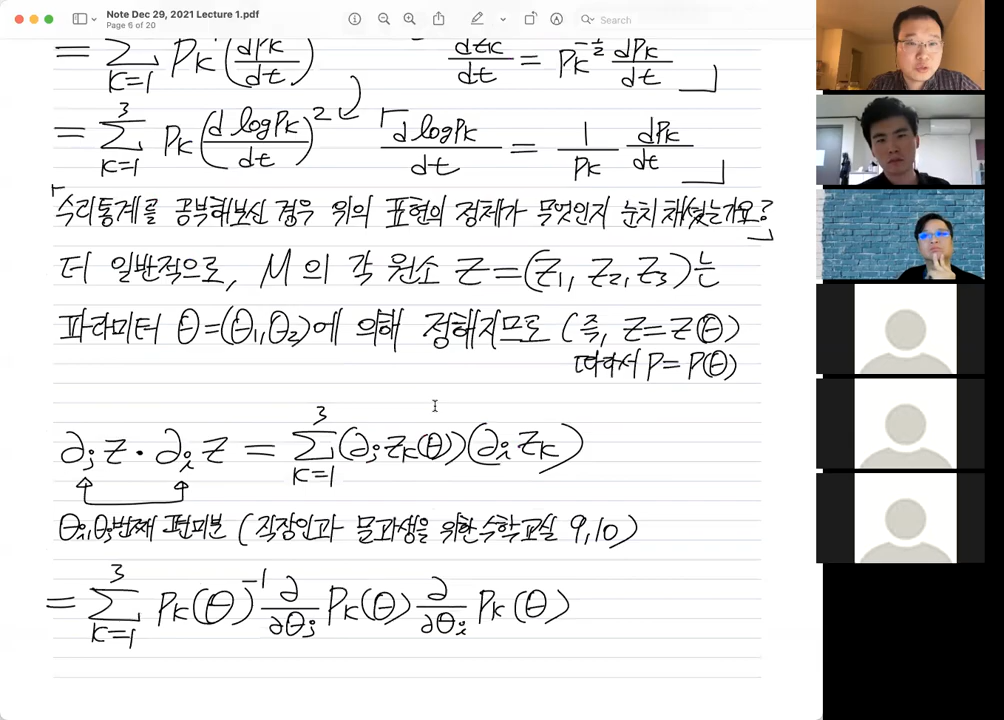 Note Dec 29, 2021 Lecture 1.pdf
Page 6 of 20
Search
= Σ_{K=1} P_K (dP_K/dt)
dz_K/dt = P_K^{-1/2} dP_K/dt
= Σ_{K=1}^{3} P_K (d log P_K/dt)^2
d log P_K/dt = 1/P_K dP_K/dt
「수리통계를 공부해보신 경우 위의 표현의 정체가 무엇인지 눈치 채셨는가요?」
더 일반적으로, M의 각 원소 Z=(Z_1, Z_2, Z_3)는
파라미터 θ=(θ_1,θ_2)에 의해 정해지므로 (즉, Z=Z(θ)
따라서 P=P(θ)
∂_j Z · ∂_i Z = Σ_{K=1}^{3} (∂_j Z_K(θ))(∂_i Z_K)
θ_i, θ_j번째 편미분 (직장인과 문과생을 위한 수학교실 9,10)
= Σ_{K=1}^{3} P_K(θ)^{-1} ∂/∂θ_j P_K(θ) ∂/∂θ_i P_K(θ)